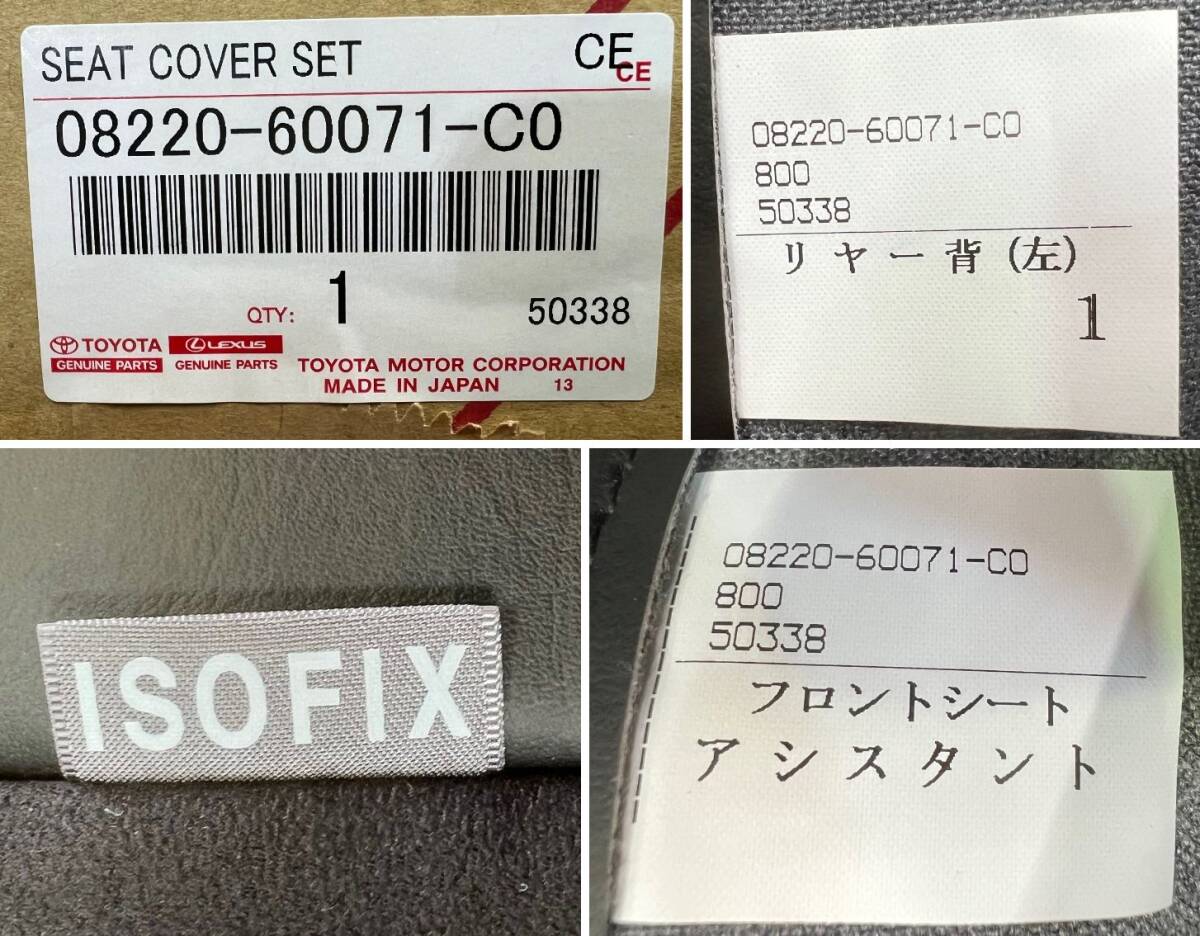 SEAT COVER SET CE
CE
08220-60071-C0
QTY: 1 50338
TOYOTA LEXUS
GENUINE PARTS GENUINE PARTS
TOYOTA MOTOR CORPORATION
MADE IN JAPAN 13
08220-60071-C0
800
50338
リヤー背(左)
1
ISOFIX
08220-60071-C0
800
50338
フロントシート
アシスタント